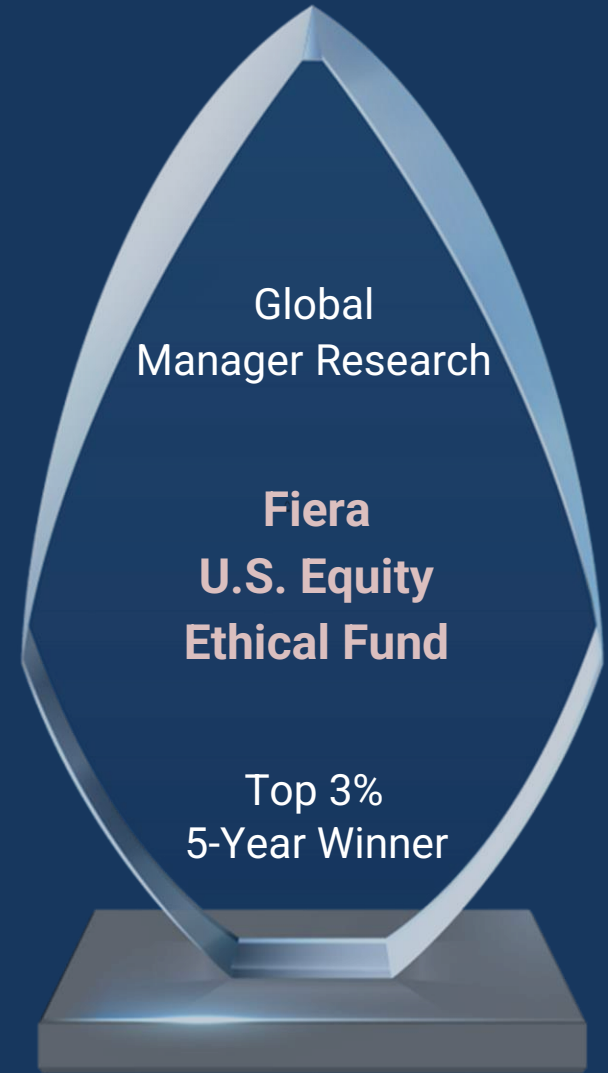 Global
Manager Research
Fiera
U.S. Equity
Ethical Fund
Top 3%
5-Year Winner